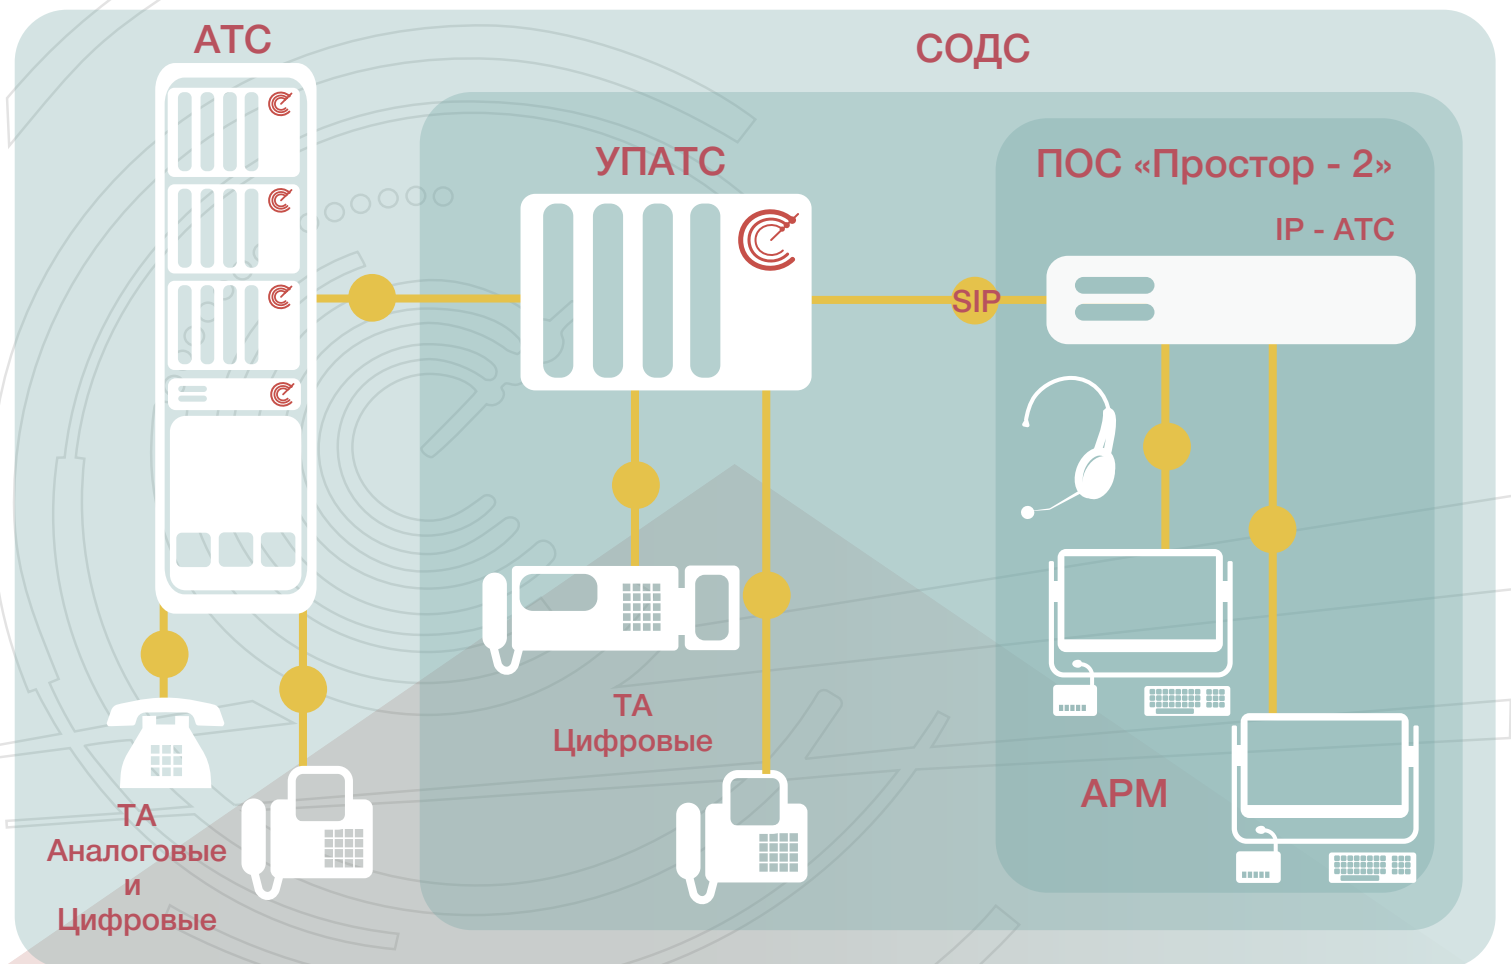 АТС
СОДС
УПАТС
ПОС «Простор - 2»
IP - АТС
SIP
ТА
Цифровые
АРМ
ТА
Аналоговые
и
Цифровые